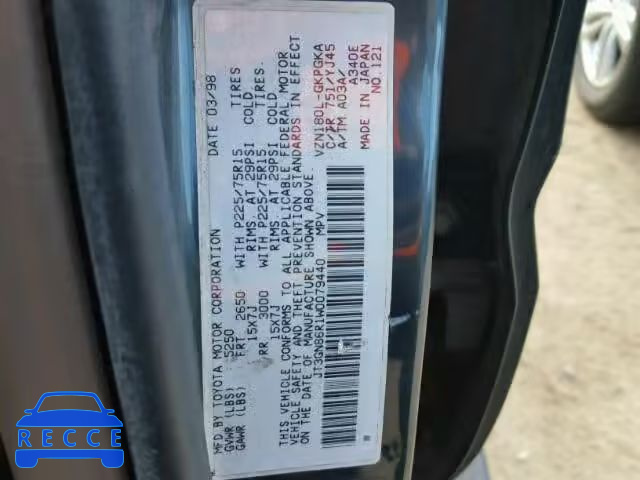 MFD BY TOYOTA MOTOR CORPORATION DATE 03/98
GVWR (LBS) 5250
GAWR (LBS) FRT 2650 WITH P225/75R15 TIRES.
15X7J RIMS. AT 29PSI COLD
RR 3000 WITH P225/75R15 TIRES.
15X7J RIMS. AT 29PSI COLD
THIS VEHICLE CONFORMS TO ALL APPLICABLE FEDERAL MOTOR
VEHICLE SAFETY AND THEFT PREVENTION STANDARDS IN EFFECT
ON THE DATE OF MANUFACTURE SHOWN ABOVE.
JT3GN86R1W0079440 MPV
VZN180L-GKPGKA
C/TR 751/YJ45
A/TM A03A/ A340E
MADE IN JAPAN
NO.121
RECCE